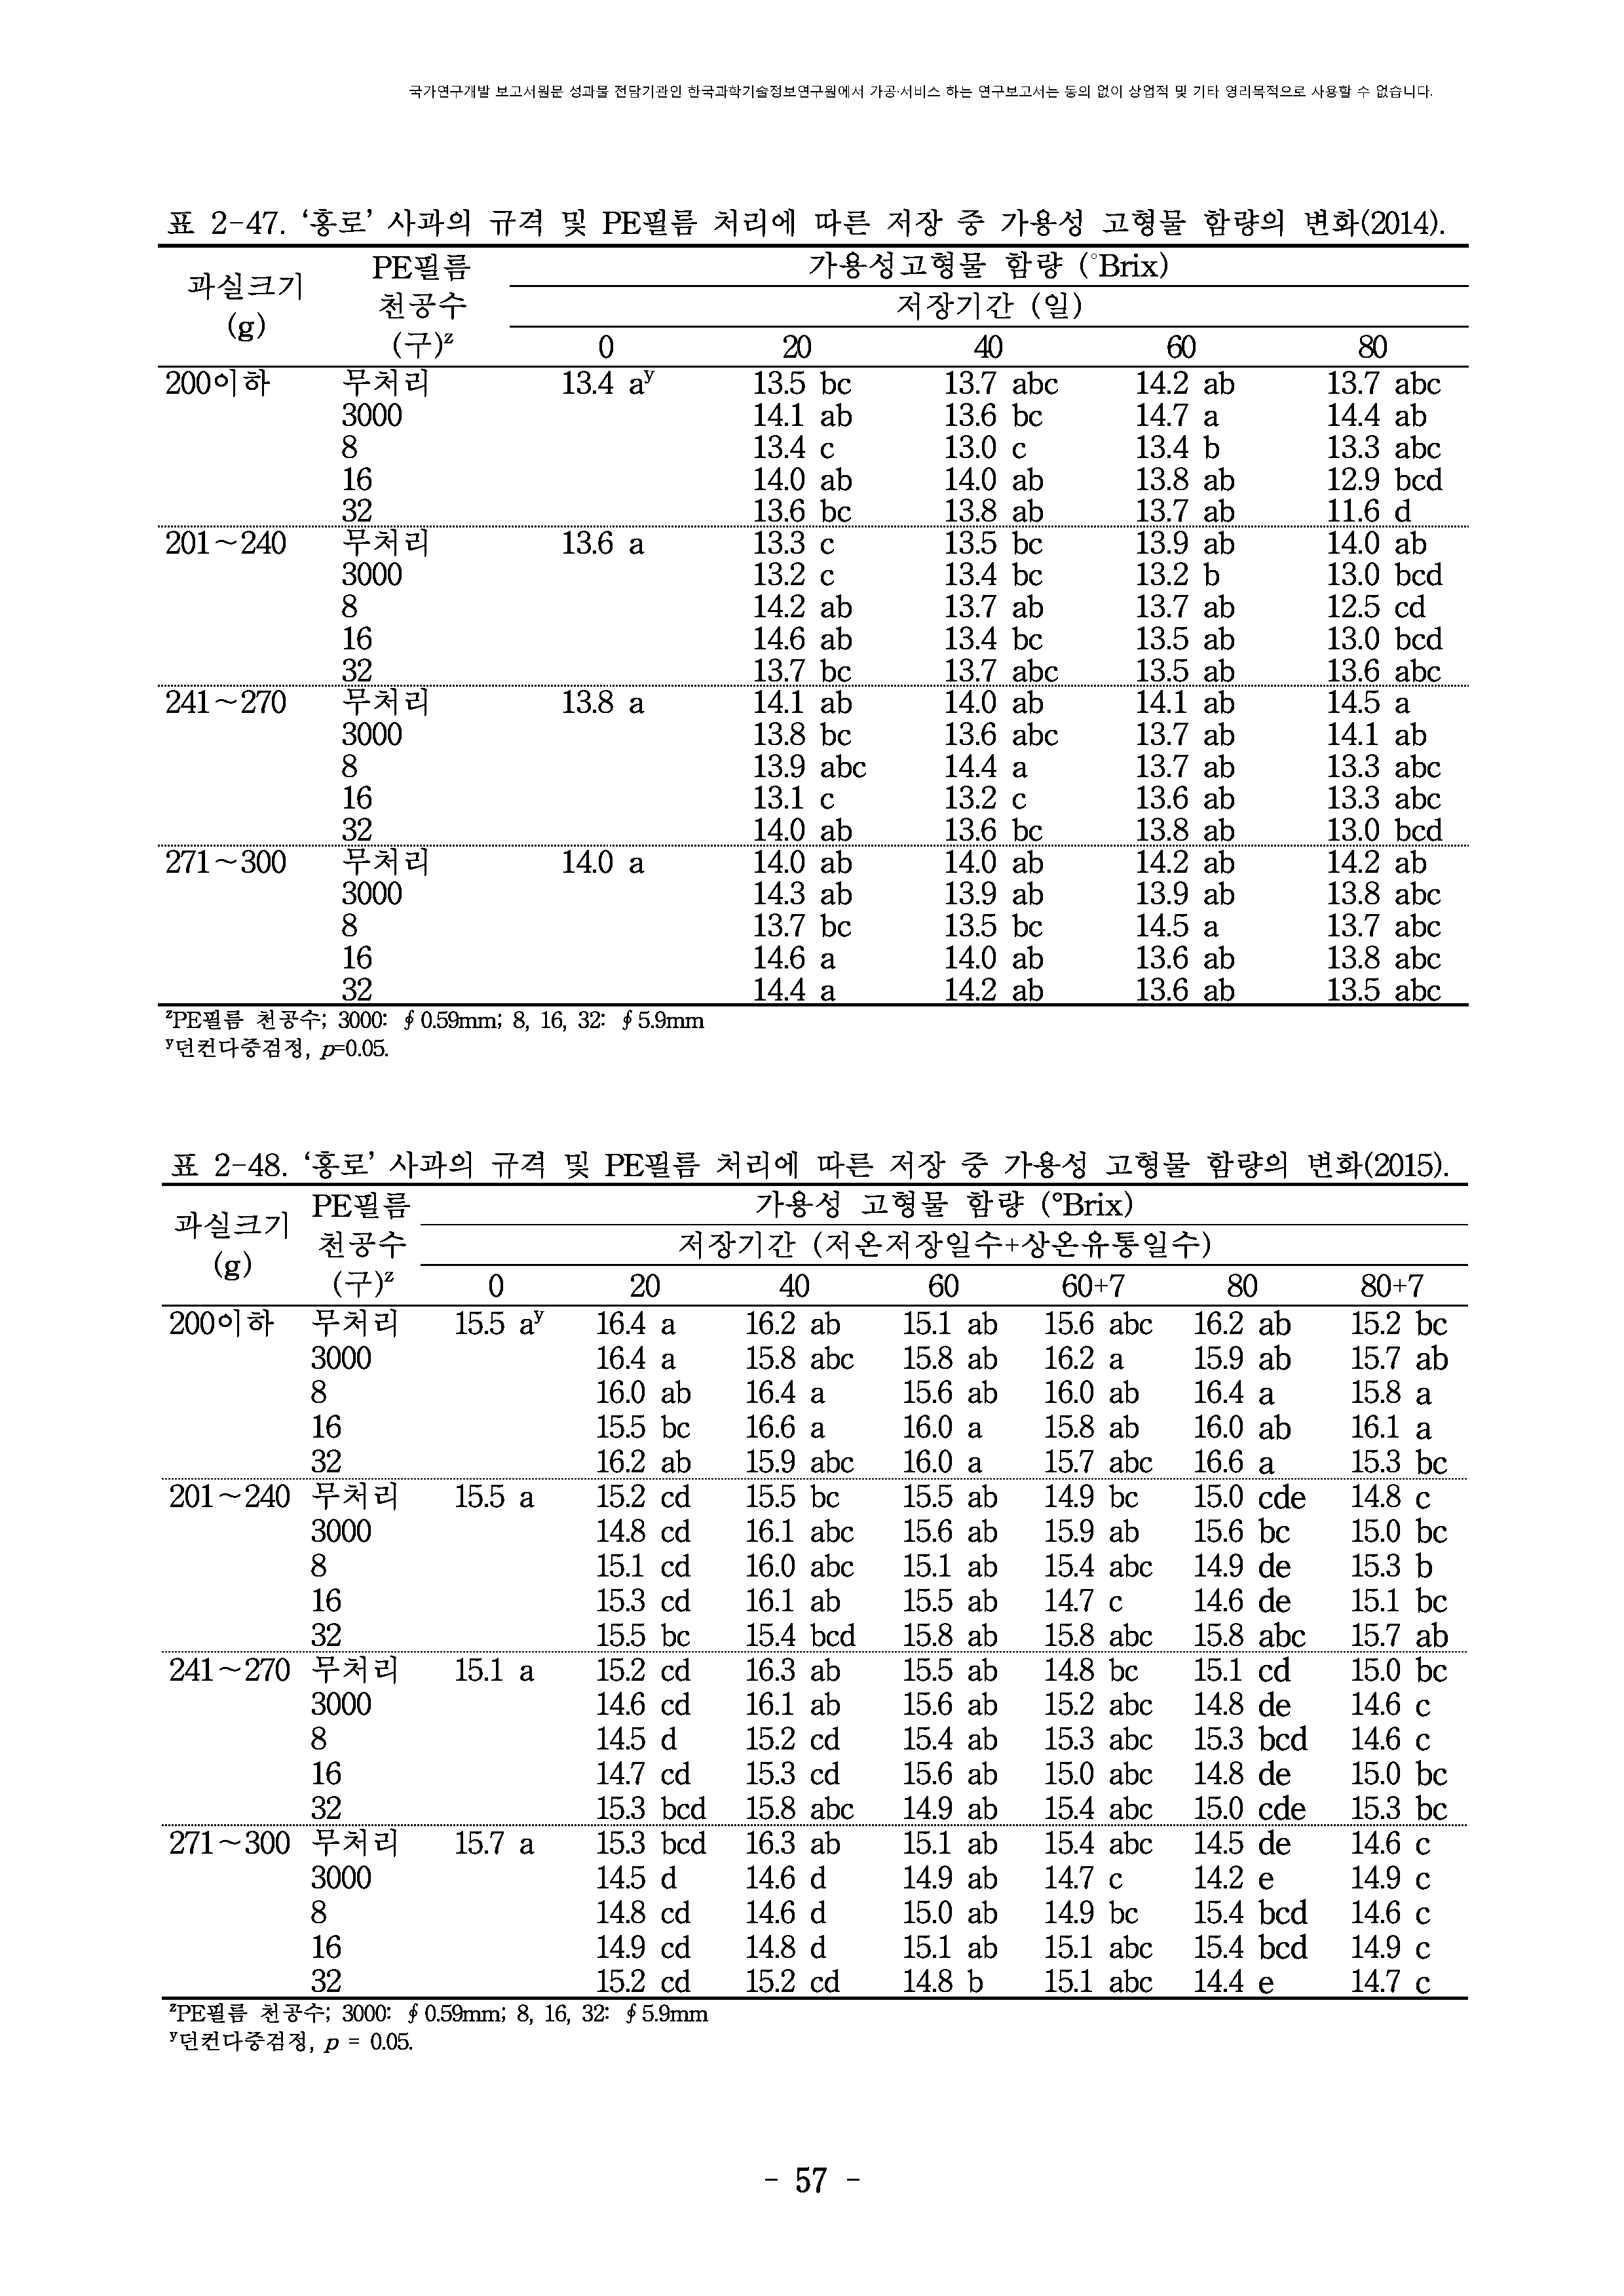 국가연구개발 보고서원문 성과물 전담기관인 한국과학기술정보연구원에서 가공·서비스 하는 연구보고서는 동의 없이 상업적 및 기타 영리목적으로 사용할 수 없습니다.
표 2-47. ‘홍로’ 사과의 규격 및 PE필름 처리에 따른 저장 중 가용성 고형물 함량의 변화(2014).
과실크기 (g) PE필름 천공수 (구)ᶻ 가용성고형물 함량 (°Brix)
저장기간 (일)
0 20 40 60 80
200이하 무처리 13.4 aʸ 13.5 bc 13.7 abc 14.2 ab 13.7 abc
3000 14.1 ab 13.6 bc 14.7 a 14.4 ab
8 13.4 c 13.0 c 13.4 b 13.3 abc
16 14.0 ab 14.0 ab 13.8 ab 12.9 bcd
32 13.6 bc 13.8 ab 13.7 ab 11.6 d
201～240 무처리 13.6 a 13.3 c 13.5 bc 13.9 ab 14.0 ab
3000 13.2 c 13.4 bc 13.2 b 13.0 bcd
8 14.2 ab 13.7 ab 13.7 ab 12.5 cd
16 14.6 ab 13.4 bc 13.5 ab 13.0 bcd
32 13.7 bc 13.7 abc 13.5 ab 13.6 abc
241～270 무처리 13.8 a 14.1 ab 14.0 ab 14.1 ab 14.5 a
3000 13.8 bc 13.6 abc 13.7 ab 14.1 ab
8 13.9 abc 14.4 a 13.7 ab 13.3 abc
16 13.1 c 13.2 c 13.6 ab 13.3 abc
32 14.0 ab 13.6 bc 13.8 ab 13.0 bcd
271～300 무처리 14.0 a 14.0 ab 14.0 ab 14.2 ab 14.2 ab
3000 14.3 ab 13.9 ab 13.9 ab 13.8 abc
8 13.7 bc 13.5 bc 14.5 a 13.7 abc
16 14.6 a 14.0 ab 13.6 ab 13.8 abc
32 14.4 a 14.2 ab 13.6 ab 13.5 abc
ᶻPE필름 천공수; 3000: ∮0.59mm; 8, 16, 32: ∮5.9mm
ʸ던컨다중검정, p=0.05.
표 2-48. ‘홍로’ 사과의 규격 및 PE필름 처리에 따른 저장 중 가용성 고형물 함량의 변화(2015).
과실크기 (g) PE필름 천공수 (구)ᶻ 가용성 고형물 함량 (°Brix)
저장기간 (저온저장일수+상온유통일수)
0 20 40 60 60+7 80 80+7
200이하 무처리 15.5 aʸ 16.4 a 16.2 ab 15.1 ab 15.6 abc 16.2 ab 15.2 bc
3000 16.4 a 15.8 abc 15.8 ab 16.2 a 15.9 ab 15.7 ab
8 16.0 ab 16.4 a 15.6 ab 16.0 ab 16.4 a 15.8 a
16 15.5 bc 16.6 a 16.0 a 15.8 ab 16.0 ab 16.1 a
32 16.2 ab 15.9 abc 16.0 a 15.7 abc 16.6 a 15.3 bc
201～240 무처리 15.5 a 15.2 cd 15.5 bc 15.5 ab 14.9 bc 15.0 cde 14.8 c
3000 14.8 cd 16.1 abc 15.6 ab 15.9 ab 15.6 bc 15.0 bc
8 15.1 cd 16.0 abc 15.1 ab 15.4 abc 14.9 de 15.3 b
16 15.3 cd 16.1 ab 15.5 ab 14.7 c 14.6 de 15.1 bc
32 15.5 bc 15.4 bcd 15.8 ab 15.8 abc 15.8 abc 15.7 ab
241～270 무처리 15.1 a 15.2 cd 16.3 ab 15.5 ab 14.8 bc 15.1 cd 15.0 bc
3000 14.6 cd 16.1 ab 15.6 ab 15.2 abc 14.8 de 14.6 c
8 14.5 d 15.2 cd 15.4 ab 15.3 abc 15.3 bcd 14.6 c
16 14.7 cd 15.3 cd 15.6 ab 15.0 abc 14.8 de 15.0 bc
32 15.3 bcd 15.8 abc 14.9 ab 15.4 abc 15.0 cde 15.3 bc
271～300 무처리 15.7 a 15.3 bcd 16.3 ab 15.1 ab 15.4 abc 14.5 de 14.6 c
3000 14.5 d 14.6 d 14.9 ab 14.7 c 14.2 e 14.9 c
8 14.8 cd 14.6 d 15.0 ab 14.9 bc 15.4 bcd 14.6 c
16 14.9 cd 14.8 d 15.1 ab 15.1 abc 15.4 bcd 14.9 c
32 15.2 cd 15.2 cd 14.8 b 15.1 abc 14.4 e 14.7 c
ᶻPE필름 천공수; 3000: ∮0.59mm; 8, 16, 32: ∮5.9mm
ʸ던컨다중검정, p = 0.05.
- 57 -